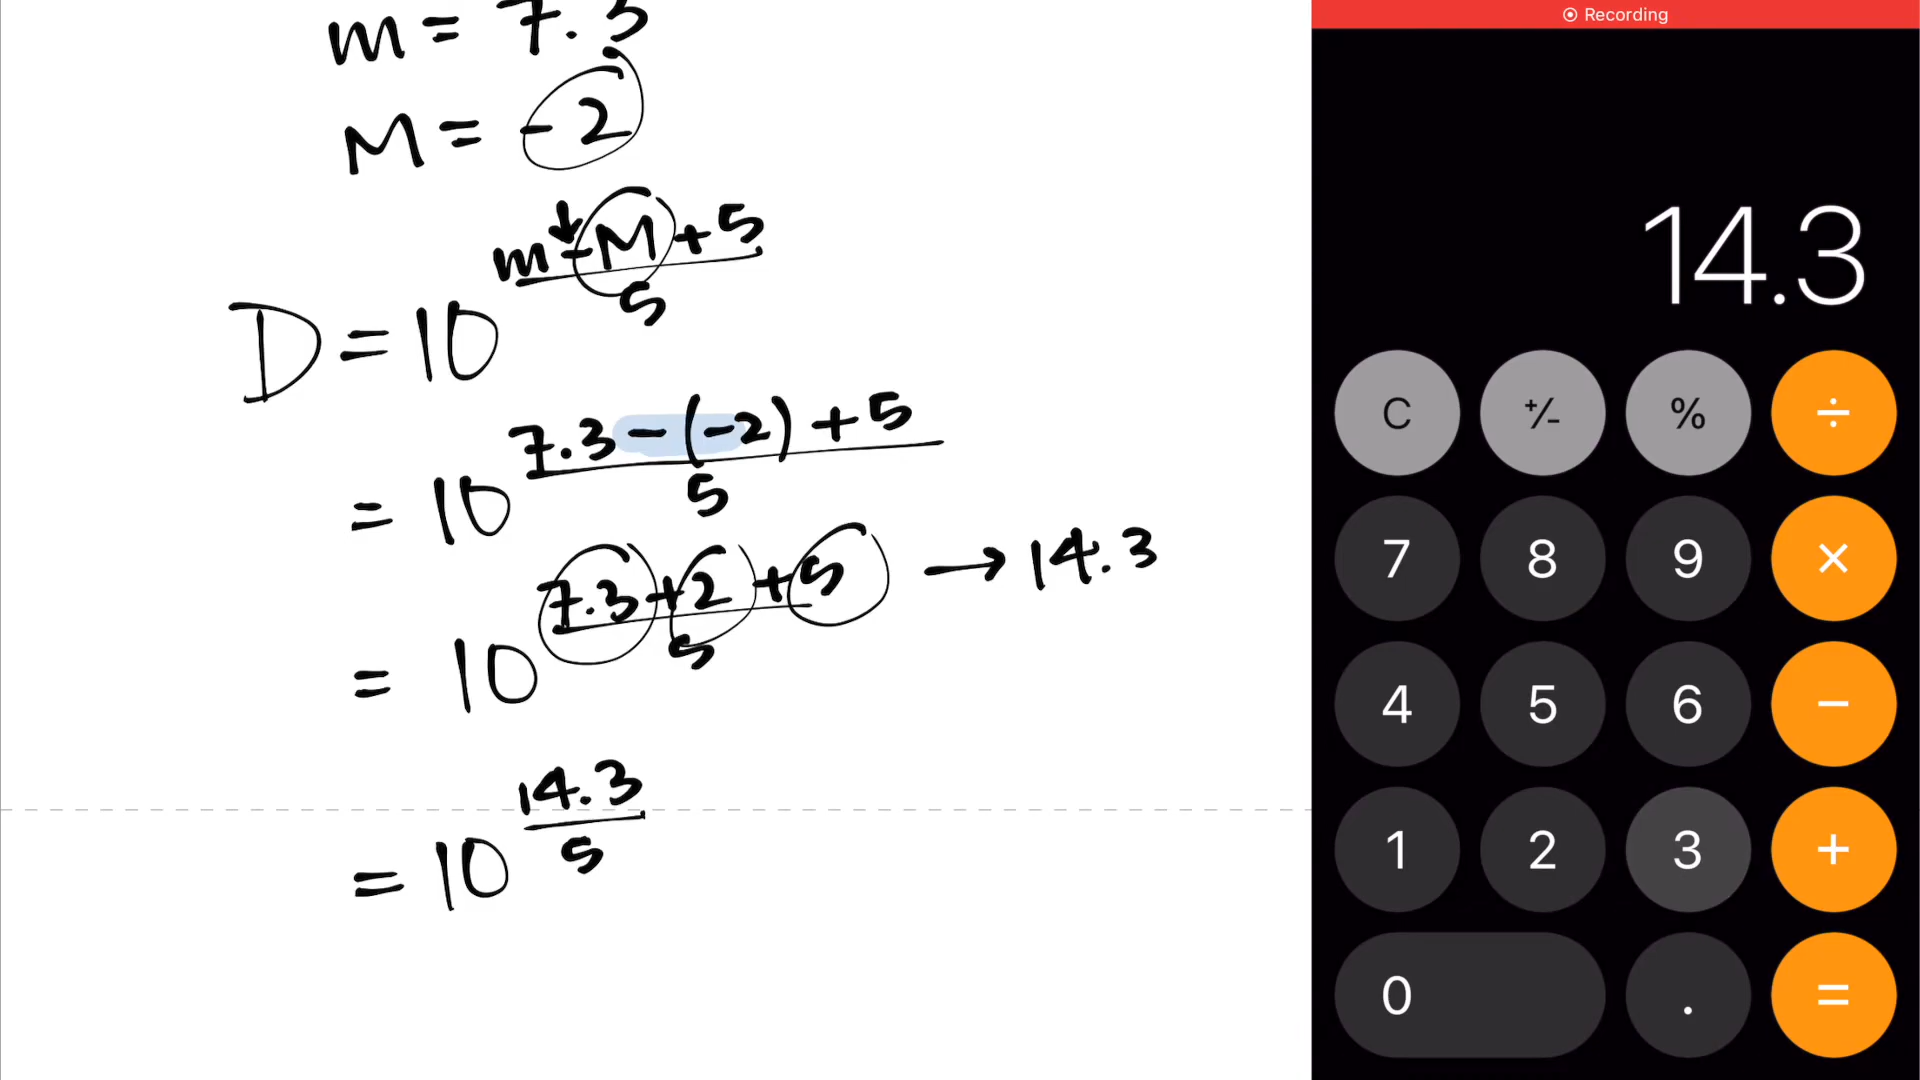 m = 7.3
M = -2
D = 10^((m-M+5)/5)
= 10^((7.3-(-2)+5)/5)
= 10^((7.3+2+5)/5) → 14.3
= 10^(14.3/5)
Recording
14.3
C +/- % ÷
7 8 9 ×
4 5 6 −
1 2 3 +
0 . =